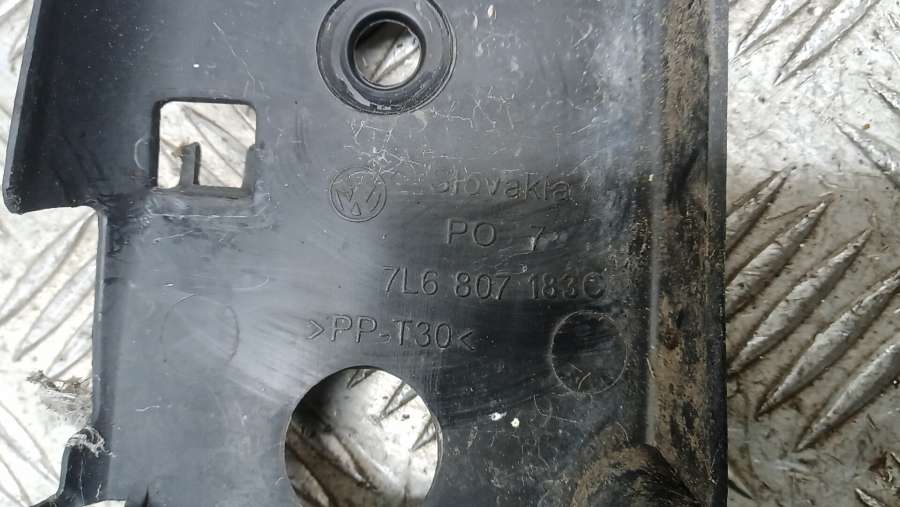 Slovakia
PO 7
7L6 807 183C
>PP-T30<